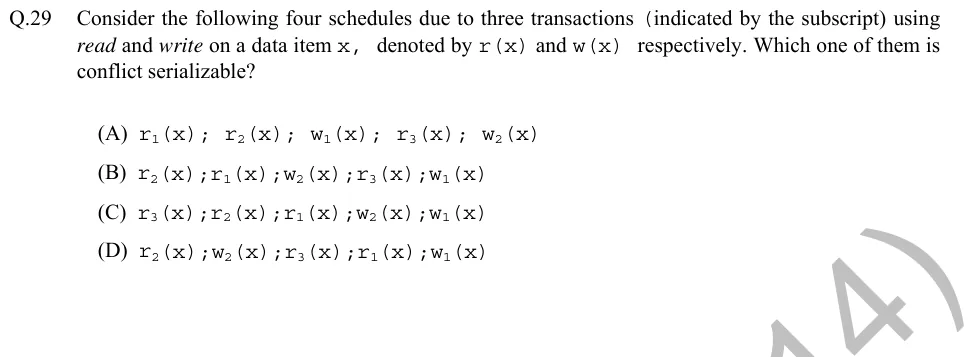 Q.29 Consider the following four schedules due to three transactions (indicated by the subscript) using
read and write on a data item x, denoted by r(x) and w(x) respectively. Which one of them is
conflict serializable?
(A) r₁(x); r₂(x); w₁(x); r₃(x); w₂(x)
(B) r₂(x);r₁(x);w₂(x);r₃(x);w₁(x)
(C) r₃(x);r₂(x);r₁(x);w₂(x);w₁(x)
(D) r₂(x);w₂(x);r₃(x);r₁(x);w₁(x)
14)